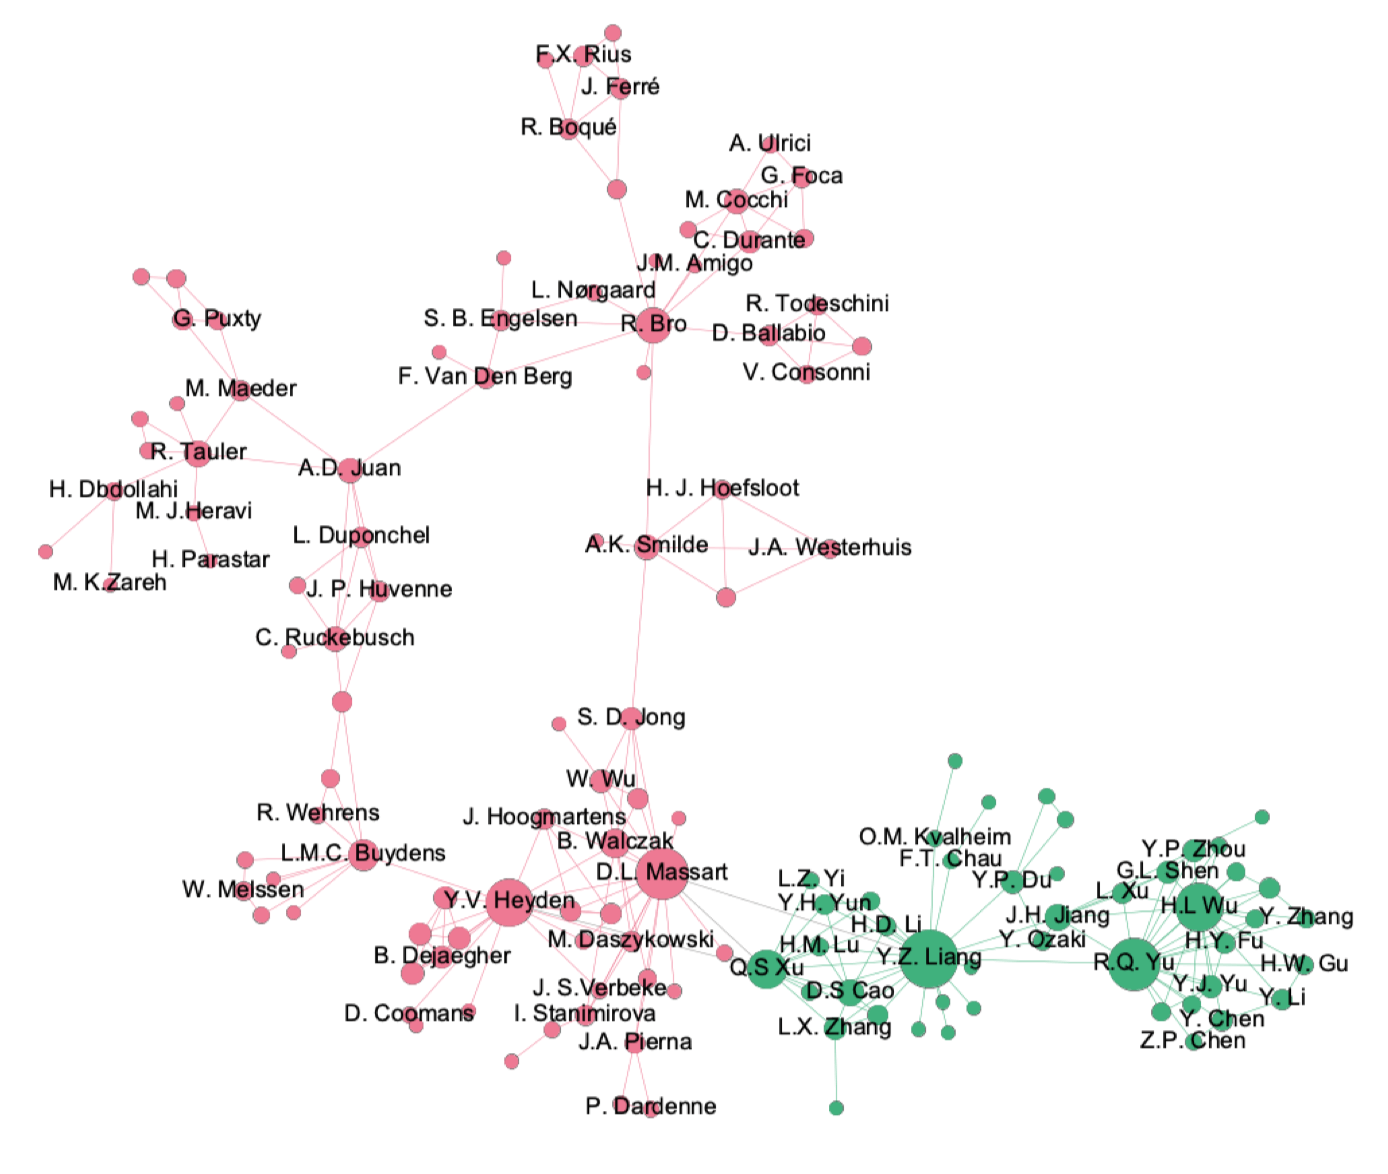 F.X. Rius
J. Ferré
R. Boqué
A. Ulrici
G. Foca
M. Cocchi
C. Durante
J.M. Amigo
L. Nørgaard
R. Todeschini
S. B. Engelsen
R. Bro
D. Ballabio
G. Puxty
F. Van Den Berg
V. Consonni
M. Maeder
R. Tauler
A.D. Juan
H. Dbdollahi
H. J. Hoefsloot
M. J.Heravi
L. Duponchel
A.K. Smilde
J.A. Westerhuis
H. Parastar
M. K.Zareh
J. P. Huvenne
C. Ruckebusch
S. D. Jong
W. Wu
R. Wehrens
J. Hoogmartens
O.M. Kvalheim
B. Walczak
Y.P. Zhou
L.M.C. Buydens
F.T. Chau
D.L. Massart
G.L. Shen
L.Z. Yi
Y.P. Du
W. Melssen
L. Xu
Y.V. Heyden
Y.H. Yun
H.L Wu
J.H. Jiang
Y. Zhang
H.D. Li
M. Daszykowski
H.M. Lu
Y. Ozaki
H.Y. Fu
B. Dejaegher
Y.Z. Liang
Q.S Xu
R.Q. Yu
H.W. Gu
J. S.Verbeke
D.S Cao
Y.J. Yu
Y. Li
D. Coomans
I. Stanimirova
L.X. Zhang
Y. Chen
J.A. Pierna
Z.P. Chen
P. Dardenne